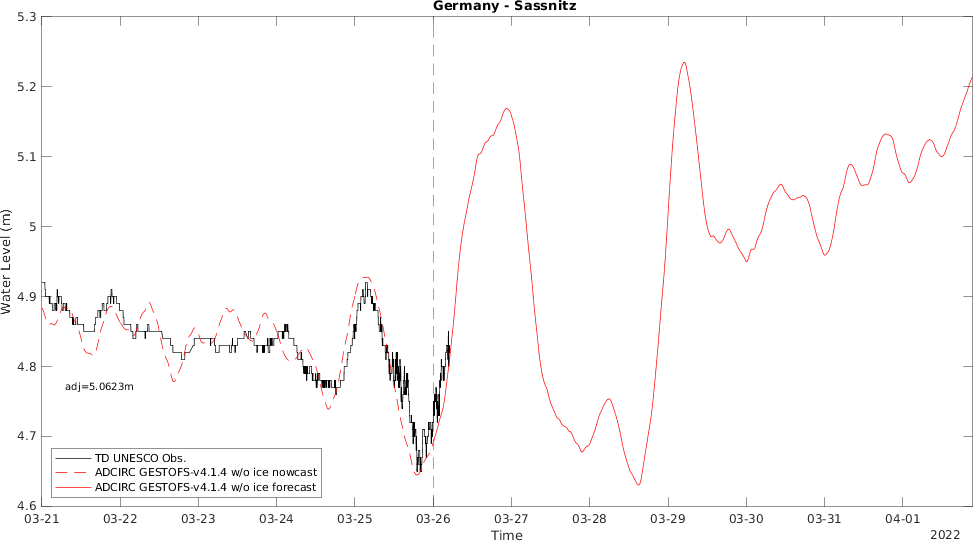 Germany - Sassnitz
5.3
5.2
5.1
5
4.9
4.8
4.7
4.6
Water Level (m)
adj=5.0623m
TD UNESCO Obs.
ADCIRC GESTOFS-v4.1.4 w/o ice nowcast
ADCIRC GESTOFS-v4.1.4 w/o ice forecast
03-21 03-22 03-23 03-24 03-25 03-26 03-27 03-28 03-29 03-30 03-31 04-01
Time
2022